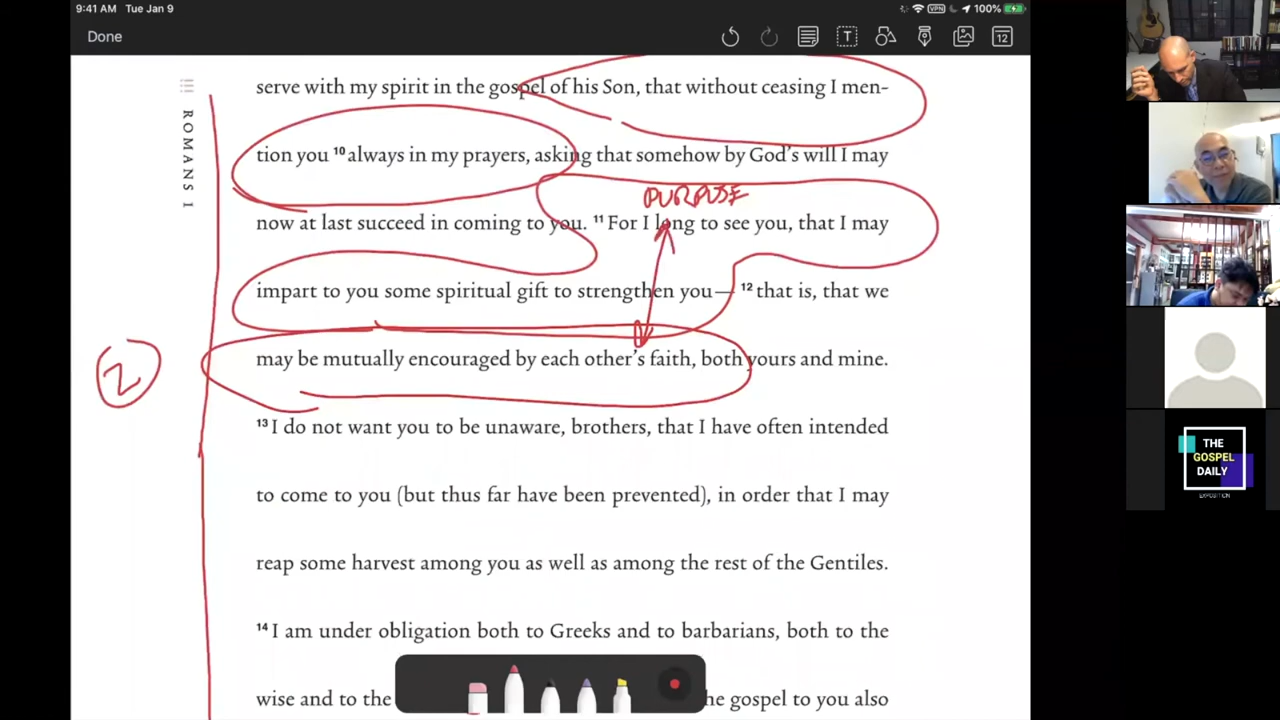 9:41 AM Tue Jan 9
VPN 100%
Done
T
12
ROMANS 1
serve with my spirit in the gospel of his Son, that without ceasing I men-
tion you 10 always in my prayers, asking that somehow by God’s will I may
PURPOSE
now at last succeed in coming to you. 11 For I long to see you, that I may
impart to you some spiritual gift to strengthen you— 12 that is, that we
2
may be mutually encouraged by each other’s faith, both yours and mine.
13 I do not want you to be unaware, brothers, that I have often intended
to come to you (but thus far have been prevented), in order that I may
reap some harvest among you as well as among the rest of the Gentiles.
14 I am under obligation both to Greeks and to barbarians, both to the
wise and to the he gospel to you also
THE
GOSPEL
DAILY
EXPOSITION